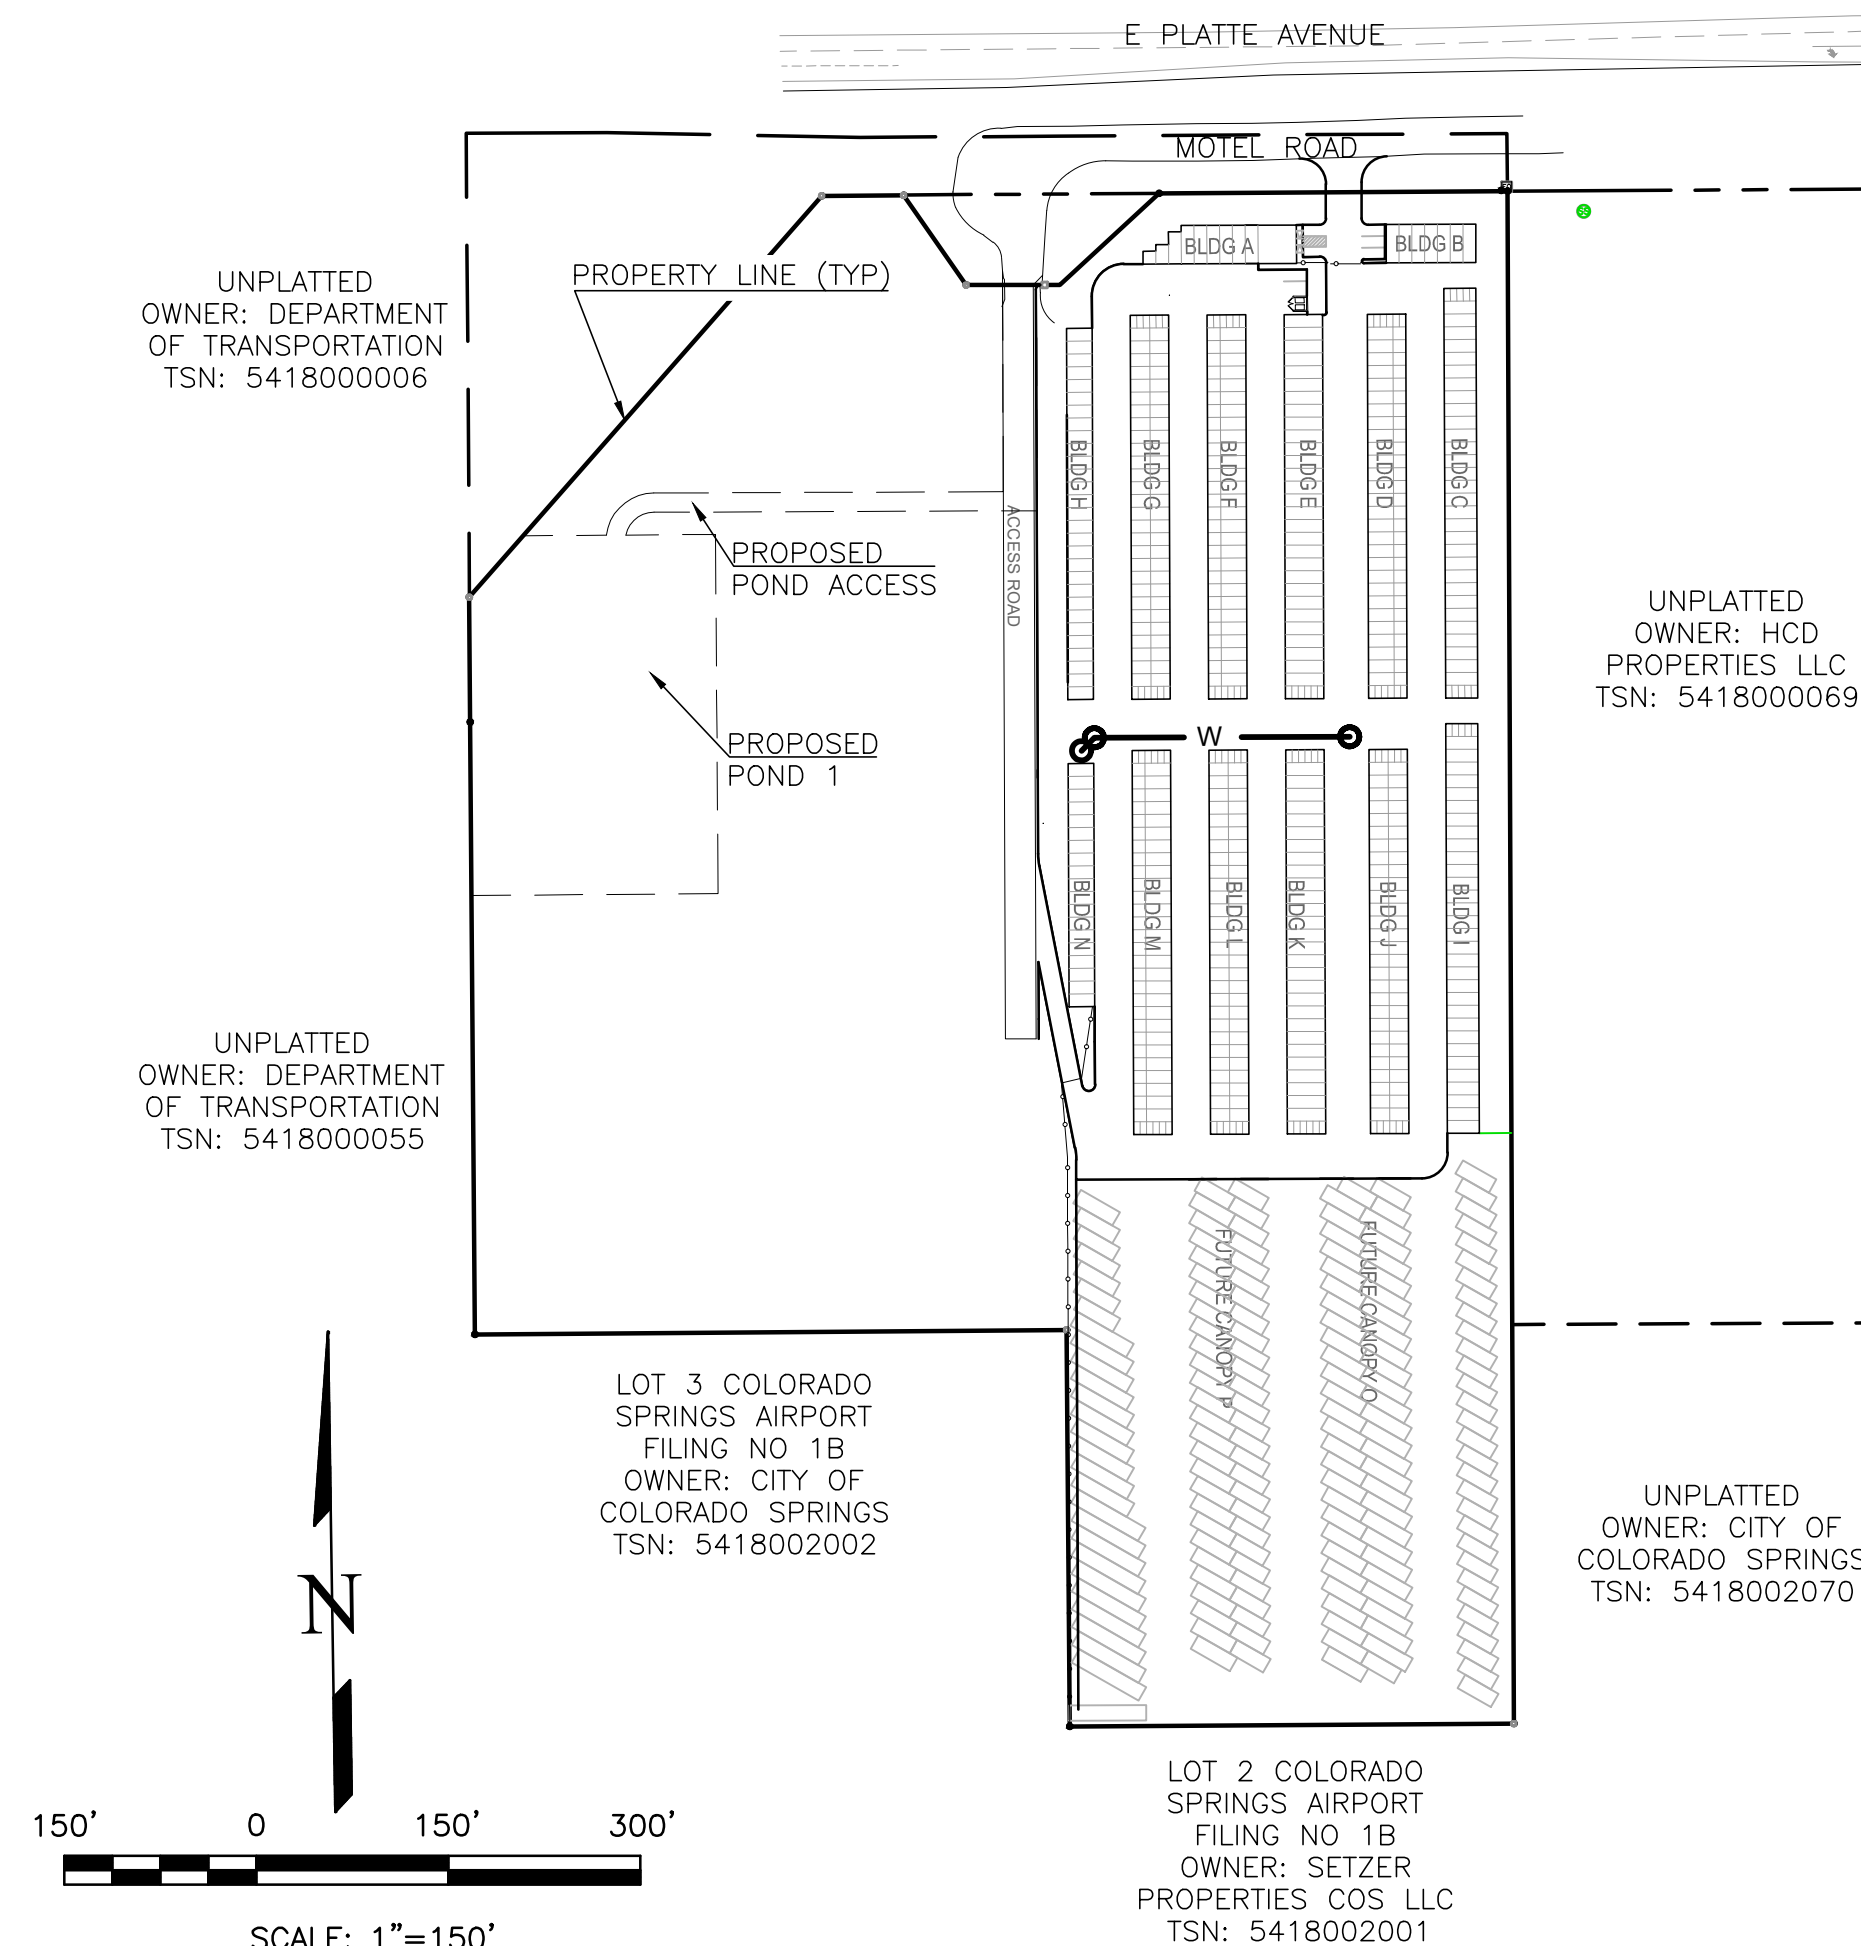 E PLATTE AVENUE
MOTEL ROAD
BLDG A
BLDG B
PROPERTY LINE (TYP)
UNPLATTED
OWNER: DEPARTMENT
OF TRANSPORTATION
TSN: 5418000006
BLDG H
BLDG G
BLDG F
BLDG E
BLDG D
BLDG C
ACCESS ROAD
PROPOSED
POND ACCESS
UNPLATTED
OWNER: HCD
PROPERTIES LLC
TSN: 5418000069
PROPOSED
POND 1
W
BLDG N
BLDG M
BLDG L
BLDG K
BLDG J
BLDG I
UNPLATTED
OWNER: DEPARTMENT
OF TRANSPORTATION
TSN: 5418000055
FUTURE CANOPY P
FUTURE CANOPY O
LOT 3 COLORADO
SPRINGS AIRPORT
FILING NO 1B
OWNER: CITY OF
COLORADO SPRINGS
TSN: 5418002002
UNPLATTED
OWNER: CITY OF
COLORADO SPRINGS
TSN: 5418002070
N
LOT 2 COLORADO
SPRINGS AIRPORT
FILING NO 1B
OWNER: SETZER
PROPERTIES COS LLC
TSN: 5418002001
150' 0 150' 300'
SCALE: 1"=150'